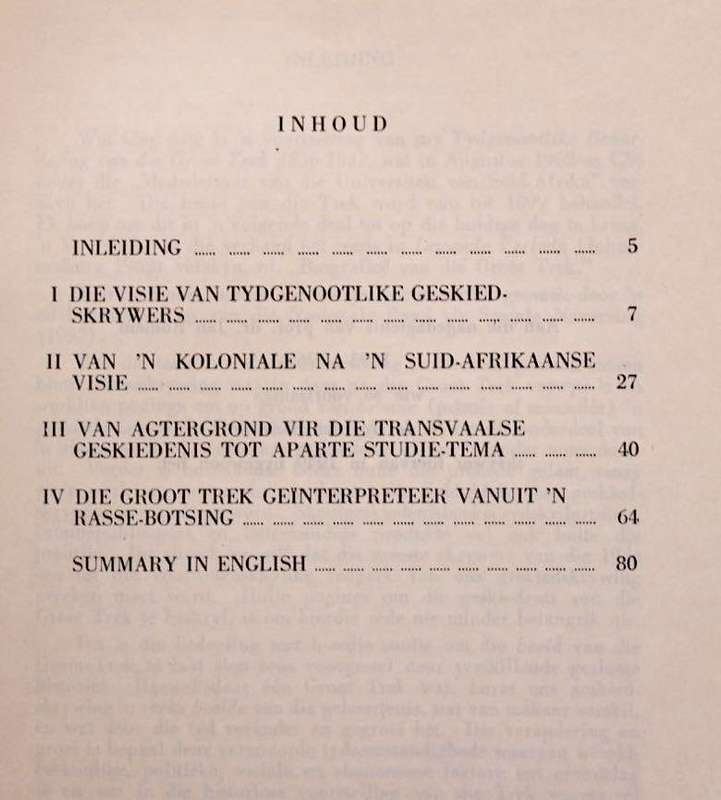 INHOUD
INLEIDING ........ 5
I DIE VISIE VAN TYDGENOOTLIKE GESKIED-
SKRYWERS ........ 7
II VAN 'N KOLONIALE NA 'N SUID-AFRIKAANSE
VISIE ........ 27
III VAN AGTERGROND VIR DIE TRANSVAALSE
GESKIEDENIS TOT APARTE STUDIE-TEMA ........ 40
IV DIE GROOT TREK GEÏNTERPRETEER VANUIT 'N
RASSE-BOTSING ........ 64
SUMMARY IN ENGLISH ........ 80